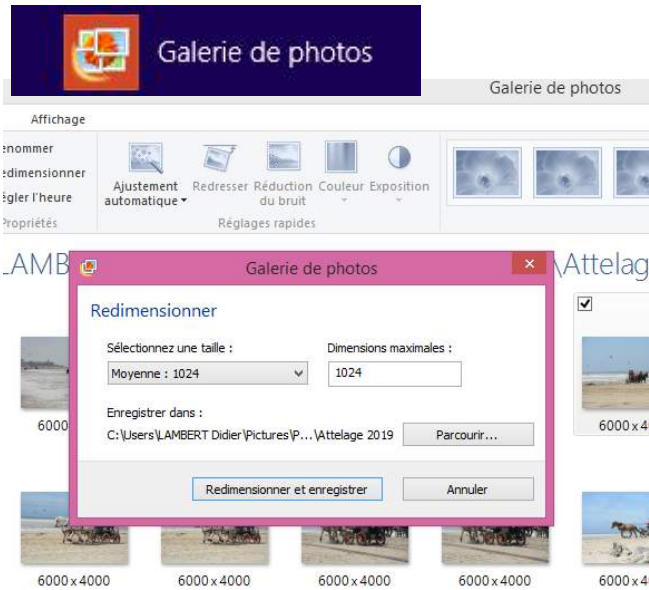 Galerie de photos
Galerie de photos
Affichage
enommer
edimensionner
égler l'heure
Propriétés
Ajustement automatique
Redresser
Réduction du bruit
Couleur
Exposition
Réglages rapides
LAMB
\Attelag
Galerie de photos
Redimensionner
Sélectionnez une taille :
Dimensions maximales :
Moyenne : 1024
1024
Enregistrer dans :
C:\Users\LAMBERT Didier\Pictures\P...\Attelage 2019
Parcourir...
Redimensionner et enregistrer
Annuler
6000
6000 x 4
6000 x 4000
6000 x 4000
6000 x 4000
6000 x 4000
6000 x 4